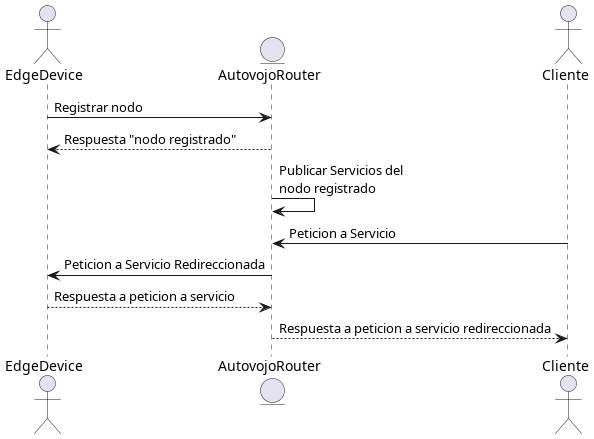 EdgeDevice
AutovojoRouter
Cliente
Registrar nodo
Respuesta "nodo registrado"
Publicar Servicios del
nodo registrado
Peticion a Servicio
Peticion a Servicio Redireccionada
Respuesta a peticion a servicio
Respuesta a peticion a servicio redireccionada
EdgeDevice
AutovojoRouter
Cliente